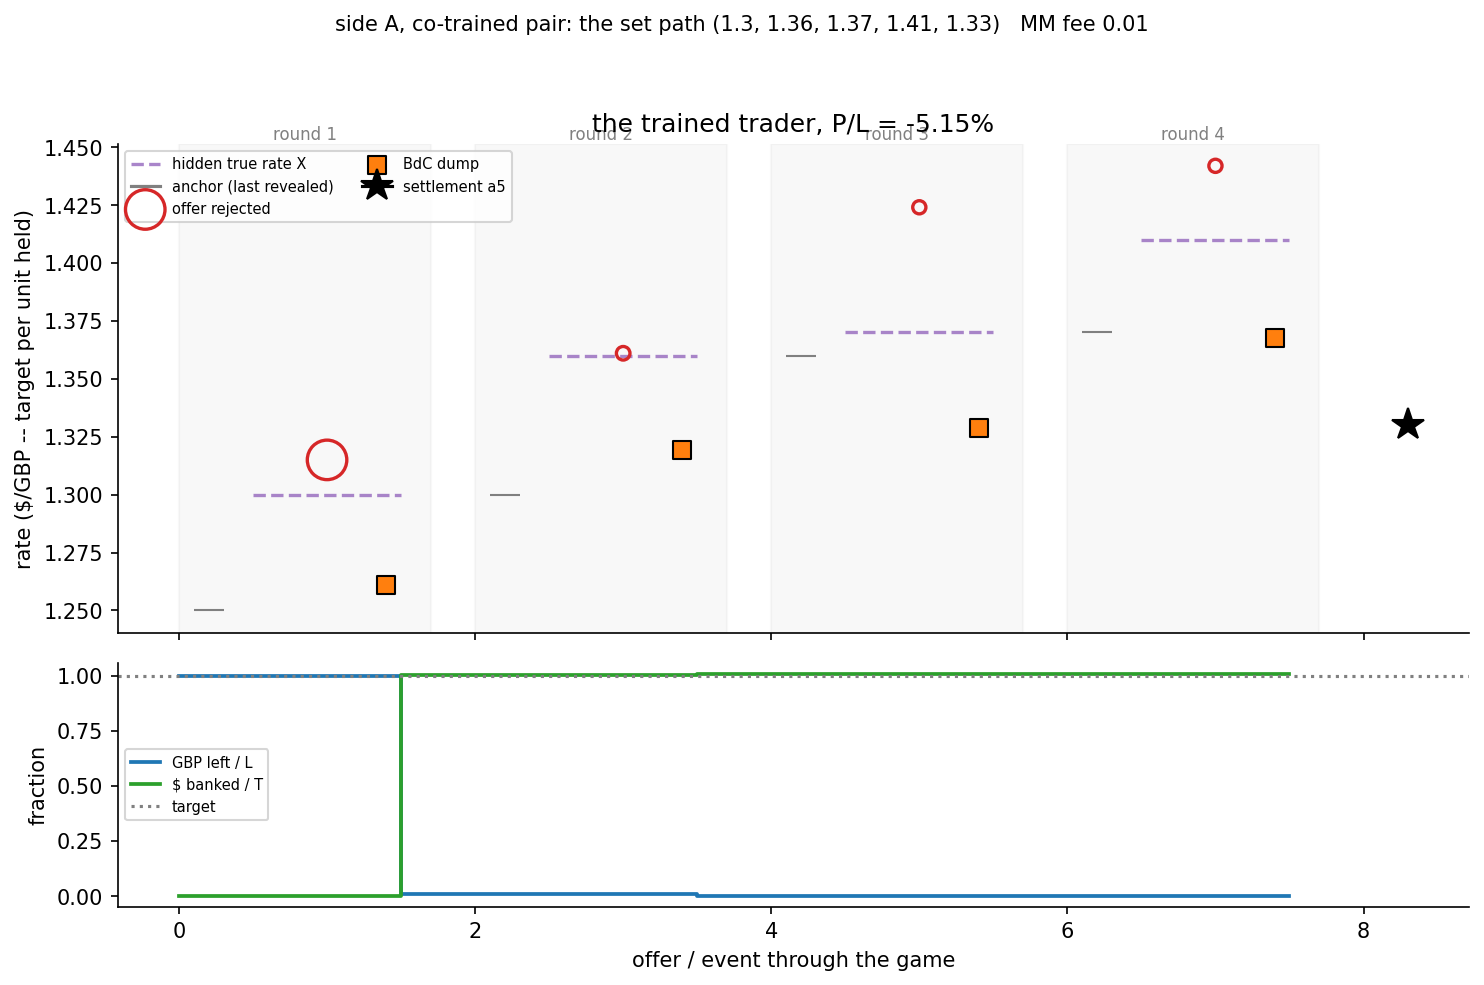 side A, co-trained pair: the set path (1.3, 1.36, 1.37, 1.41, 1.33)   MM fee 0.01
the trained trader, P/L = -5.15%
round 1
round 2
round 3
round 4
hidden true rate X
anchor (last revealed)
offer rejected
BdC dump
settlement a5
rate ($/GBP -- target per unit held)
1.450
1.425
1.400
1.375
1.350
1.325
1.300
1.275
1.250
fraction
1.00
0.75
0.50
0.25
0.00
GBP left / L
$ banked / T
target
0
2
4
6
8
offer / event through the game